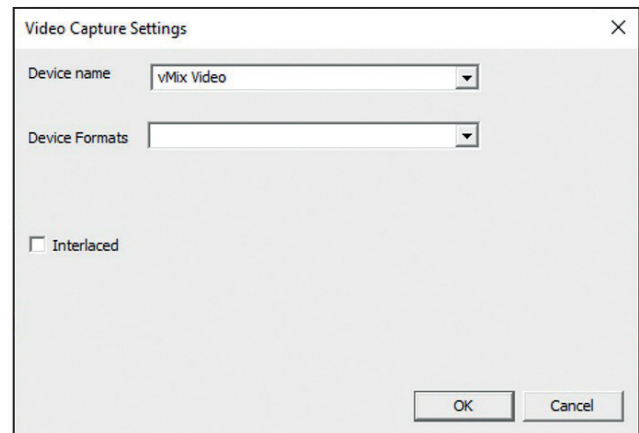 Video Capture Settings
Device name
vMix Video
Device Formats
Interlaced
OK
Cancel